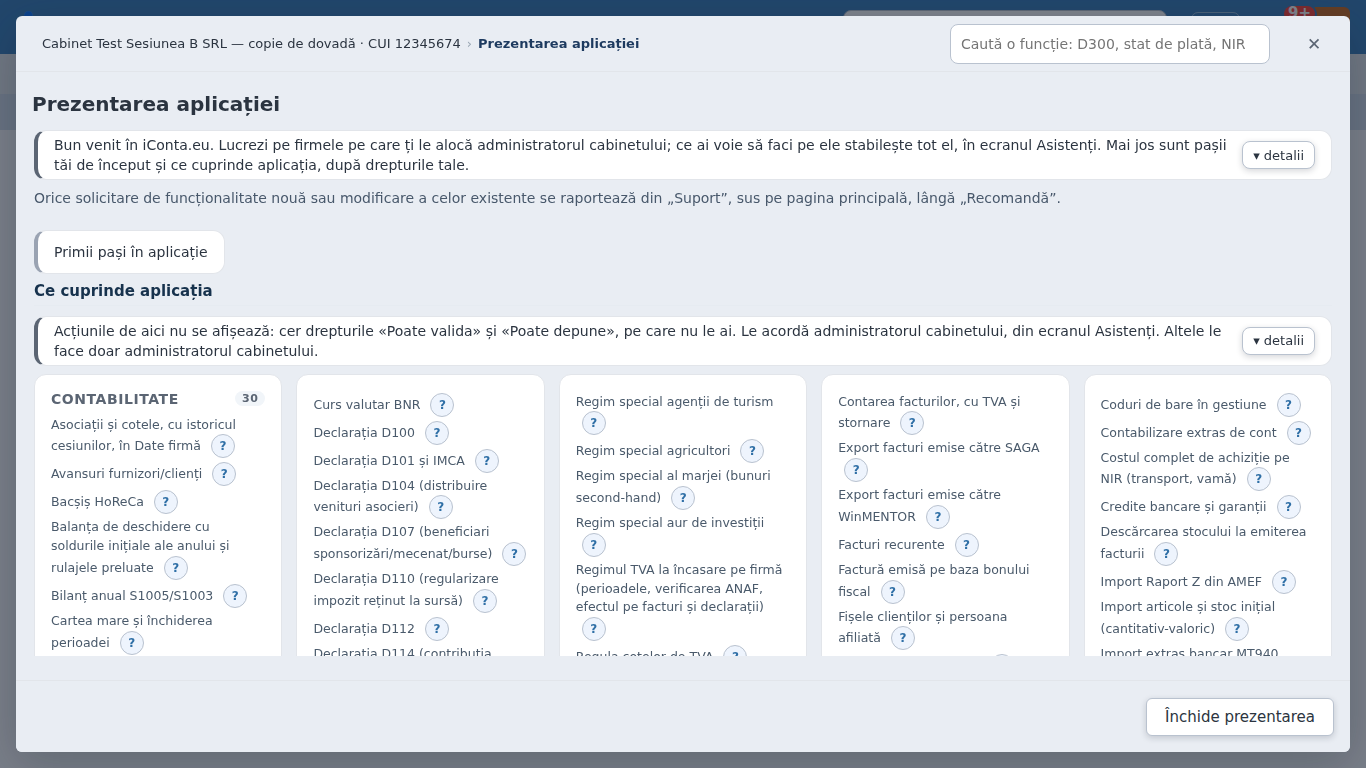 9+
Cabinet Test Sesiunea B SRL — copie de dovadă · CUI 12345674 › Prezentarea aplicației
Caută o funcție: D300, stat de plată, NIR
✕
Prezentarea aplicației
Bun venit în iConta.eu. Lucrezi pe firmele pe care ți le alocă administratorul cabinetului; ce ai voie să faci pe ele stabilește tot el, în ecranul Asistenți. Mai jos sunt pașii
tăi de început și ce cuprinde aplicația, după drepturile tale.
▾ detalii
Orice solicitare de funcționalitate nouă sau modificare a celor existente se raportează din „Suport”, sus pe pagina principală, lângă „Recomandă”.
Primii pași în aplicație
Ce cuprinde aplicația
Acțiunile de aici nu se afișează: cer drepturile «Poate valida» și «Poate depune», pe care nu le ai. Le acordă administratorul cabinetului, din ecranul Asistenți. Altele le
face doar administratorul cabinetului.
▾ detalii
CONTABILITATE 30
Asociații și cotele, cu istoricul
cesiunilor, în Date firmă ?
Avansuri furnizori/clienți ?
Bacșiș HoReCa ?
Balanța de deschidere cu
soldurile inițiale ale anului și
rulajele preluate ?
Bilanț anual S1005/S1003 ?
Cartea mare și închiderea
perioadei ?
Curs valutar BNR ?
Declarația D100 ?
Declarația D101 și IMCA ?
Declarația D104 (distribuire
venituri asocieri) ?
Declarația D107 (beneficiari
sponsorizări/mecenat/burse) ?
Declarația D110 (regularizare
impozit reținut la sursă) ?
Declarația D112 ?
Declarația D114 (contribuția
Regim special agenții de turism
?
Regim special agricultori ?
Regim special al marjei (bunuri
second-hand) ?
Regim special aur de investiții
?
Regimul TVA la încasare pe firmă
(perioadele, verificarea ANAF,
efectul pe facturi și declarații)
?
Regula cotelor de TVA ?
Contarea facturilor, cu TVA și
stornare ?
Export facturi emise către SAGA
?
Export facturi emise către
WinMENTOR ?
Facturi recurente ?
Factură emisă pe baza bonului
fiscal ?
Fișele clienților și persoana
afiliată ?
Coduri de bare în gestiune ?
Contabilizare extras de cont ?
Costul complet de achiziție pe
NIR (transport, vamă) ?
Credite bancare și garanții ?
Descărcarea stocului la emiterea
facturii ?
Import Raport Z din AMEF ?
Import articole și stoc inițial
(cantitativ-valoric) ?
Import extras bancar MT940
Închide prezentarea